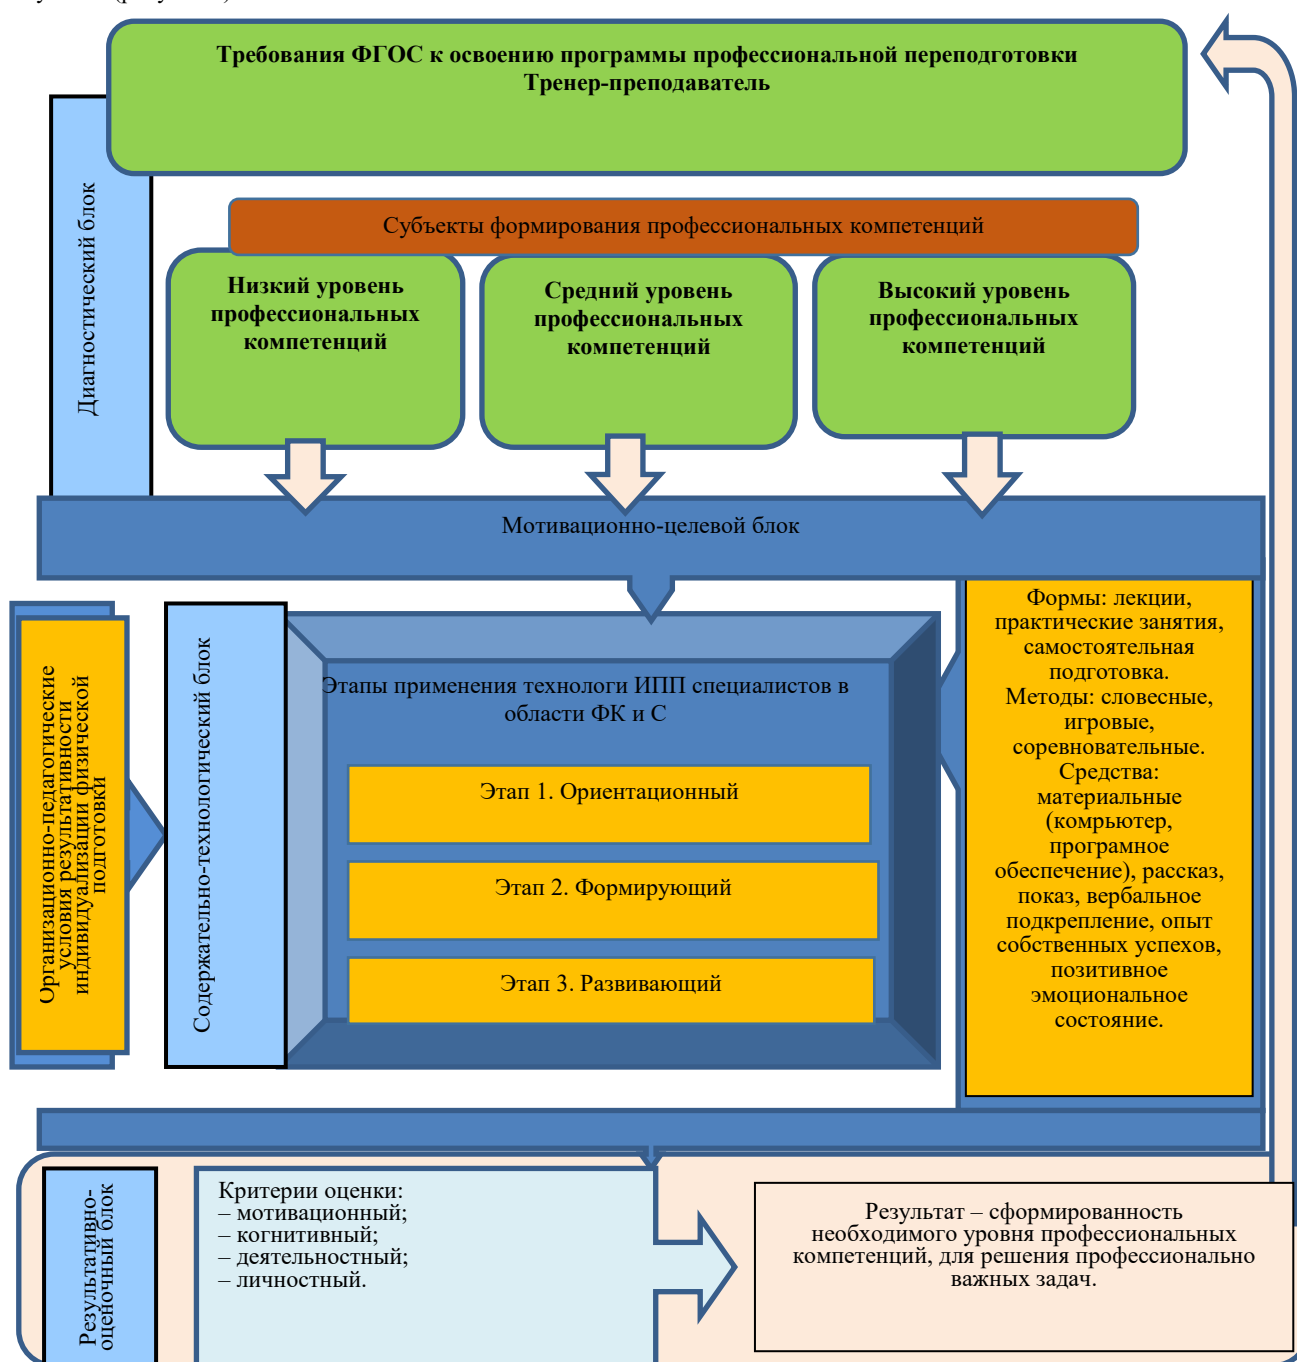 Требования ФГОС к освоению программы профессиональной переподготовки
Тренер-преподаватель
Диагностический блок
Субъекты формирования профессиональных компетенций
Низкий уровень
профессиональных
компетенций
Средний уровень
профессиональных
компетенций
Высокий уровень
профессиональных
компетенций
Мотивационно-целевой блок
Организационно-педагогические
условия результативности
индивидуализации физической
подготовки
Содержательно-технологический блок
Этапы применения технологи ИПП специалистов в
области ФК и С
Этап 1. Ориентационный
Этап 2. Формирующий
Этап 3. Развивающий
Формы: лекции,
практические занятия,
самостоятельная
подготовка.
Методы: словесные,
игровые,
соревновательные.
Средства:
материальные
(комрьютер,
програмное
обеспечение), рассказ,
показ, вербальное
подкрепление, опыт
собственных успехов,
позитивное
эмоциональное
состояние.
Результативно-
оценочный блок
Критерии оценки:
– мотивационный;
– когнитивный;
– деятельностный;
– личностный.
Результат – сформированность
необходимого уровня профессиональных
компетенций, для решения профессионально
важных задач.